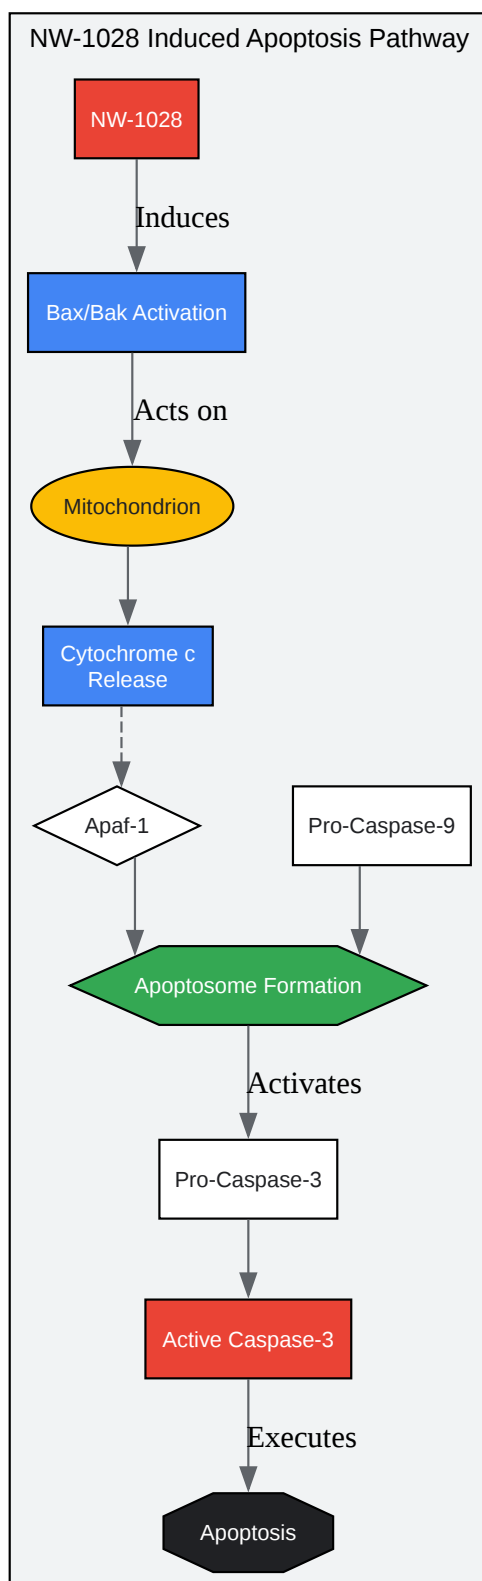 NW-1028 Induced Apoptosis Pathway
NW-1028
Induces
Bax/Bak Activation
Acts on
Mitochondrion
Cytochrome c
Release
Apaf-1
Pro-Caspase-9
Apoptosome Formation
Activates
Pro-Caspase-3
Active Caspase-3
Executes
Apoptosis